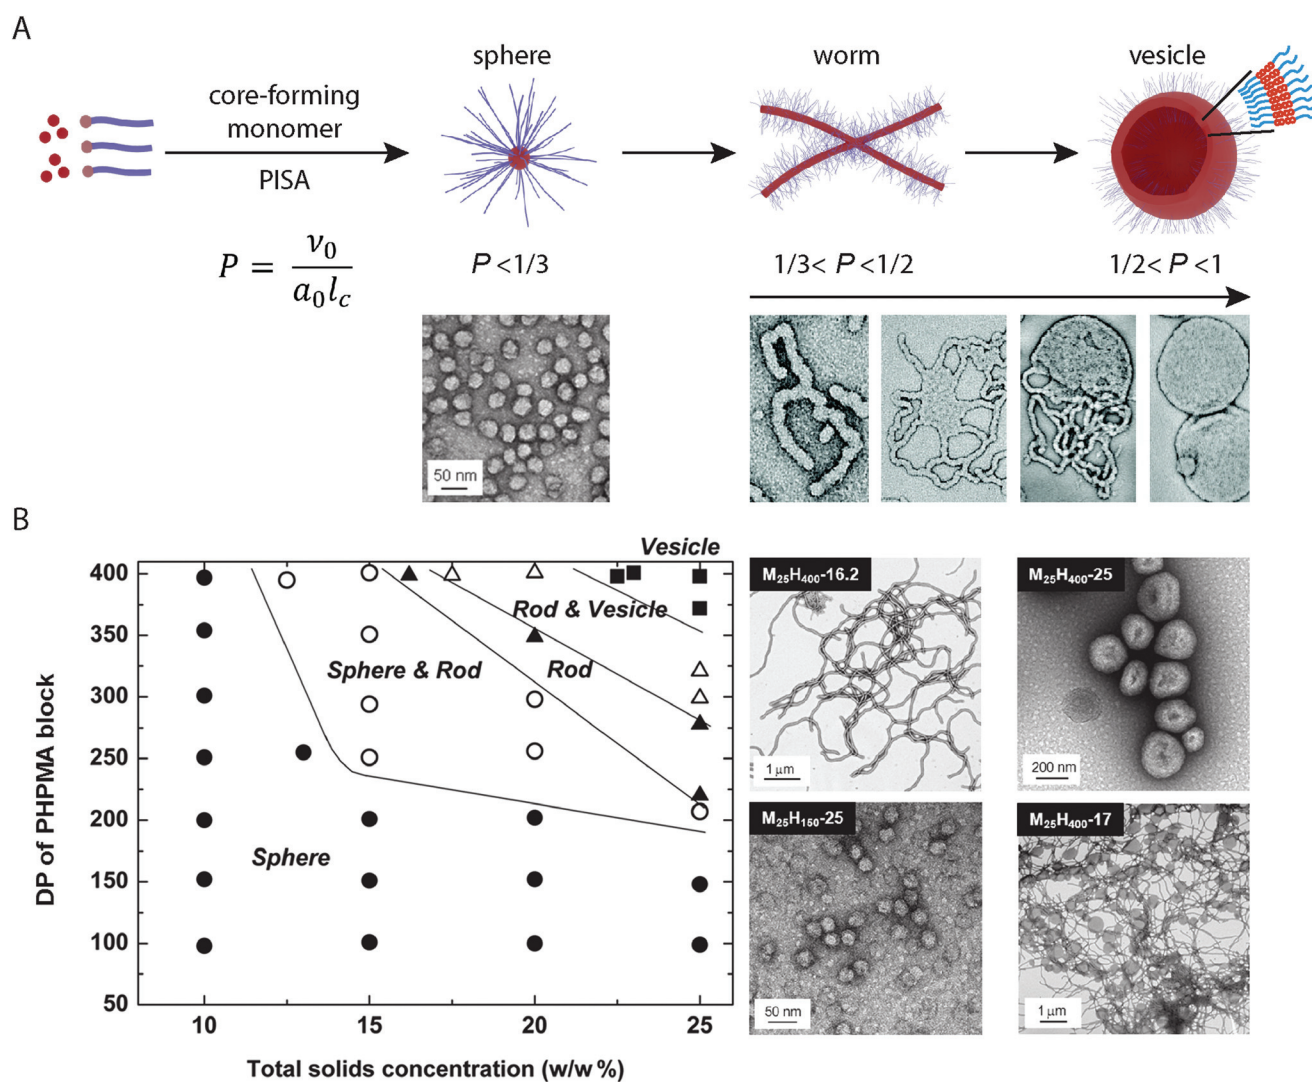 A
sphere
worm
vesicle
core-forming
monomer
PISA
P = ν0 / a0lc
P <1/3
1/3< P <1/2
1/2< P <1
50 nm
B
Vesicle
400
350
300
250
200
150
100
50
Rod & Vesicle
Sphere & Rod
Rod
Sphere
DP of PHPMA block
10
15
20
25
Total solids concentration (w/w %)
M25H400-16.2
1 µm
M25H400-25
200 nm
M25H150-25
50 nm
M25H400-17
1 µm